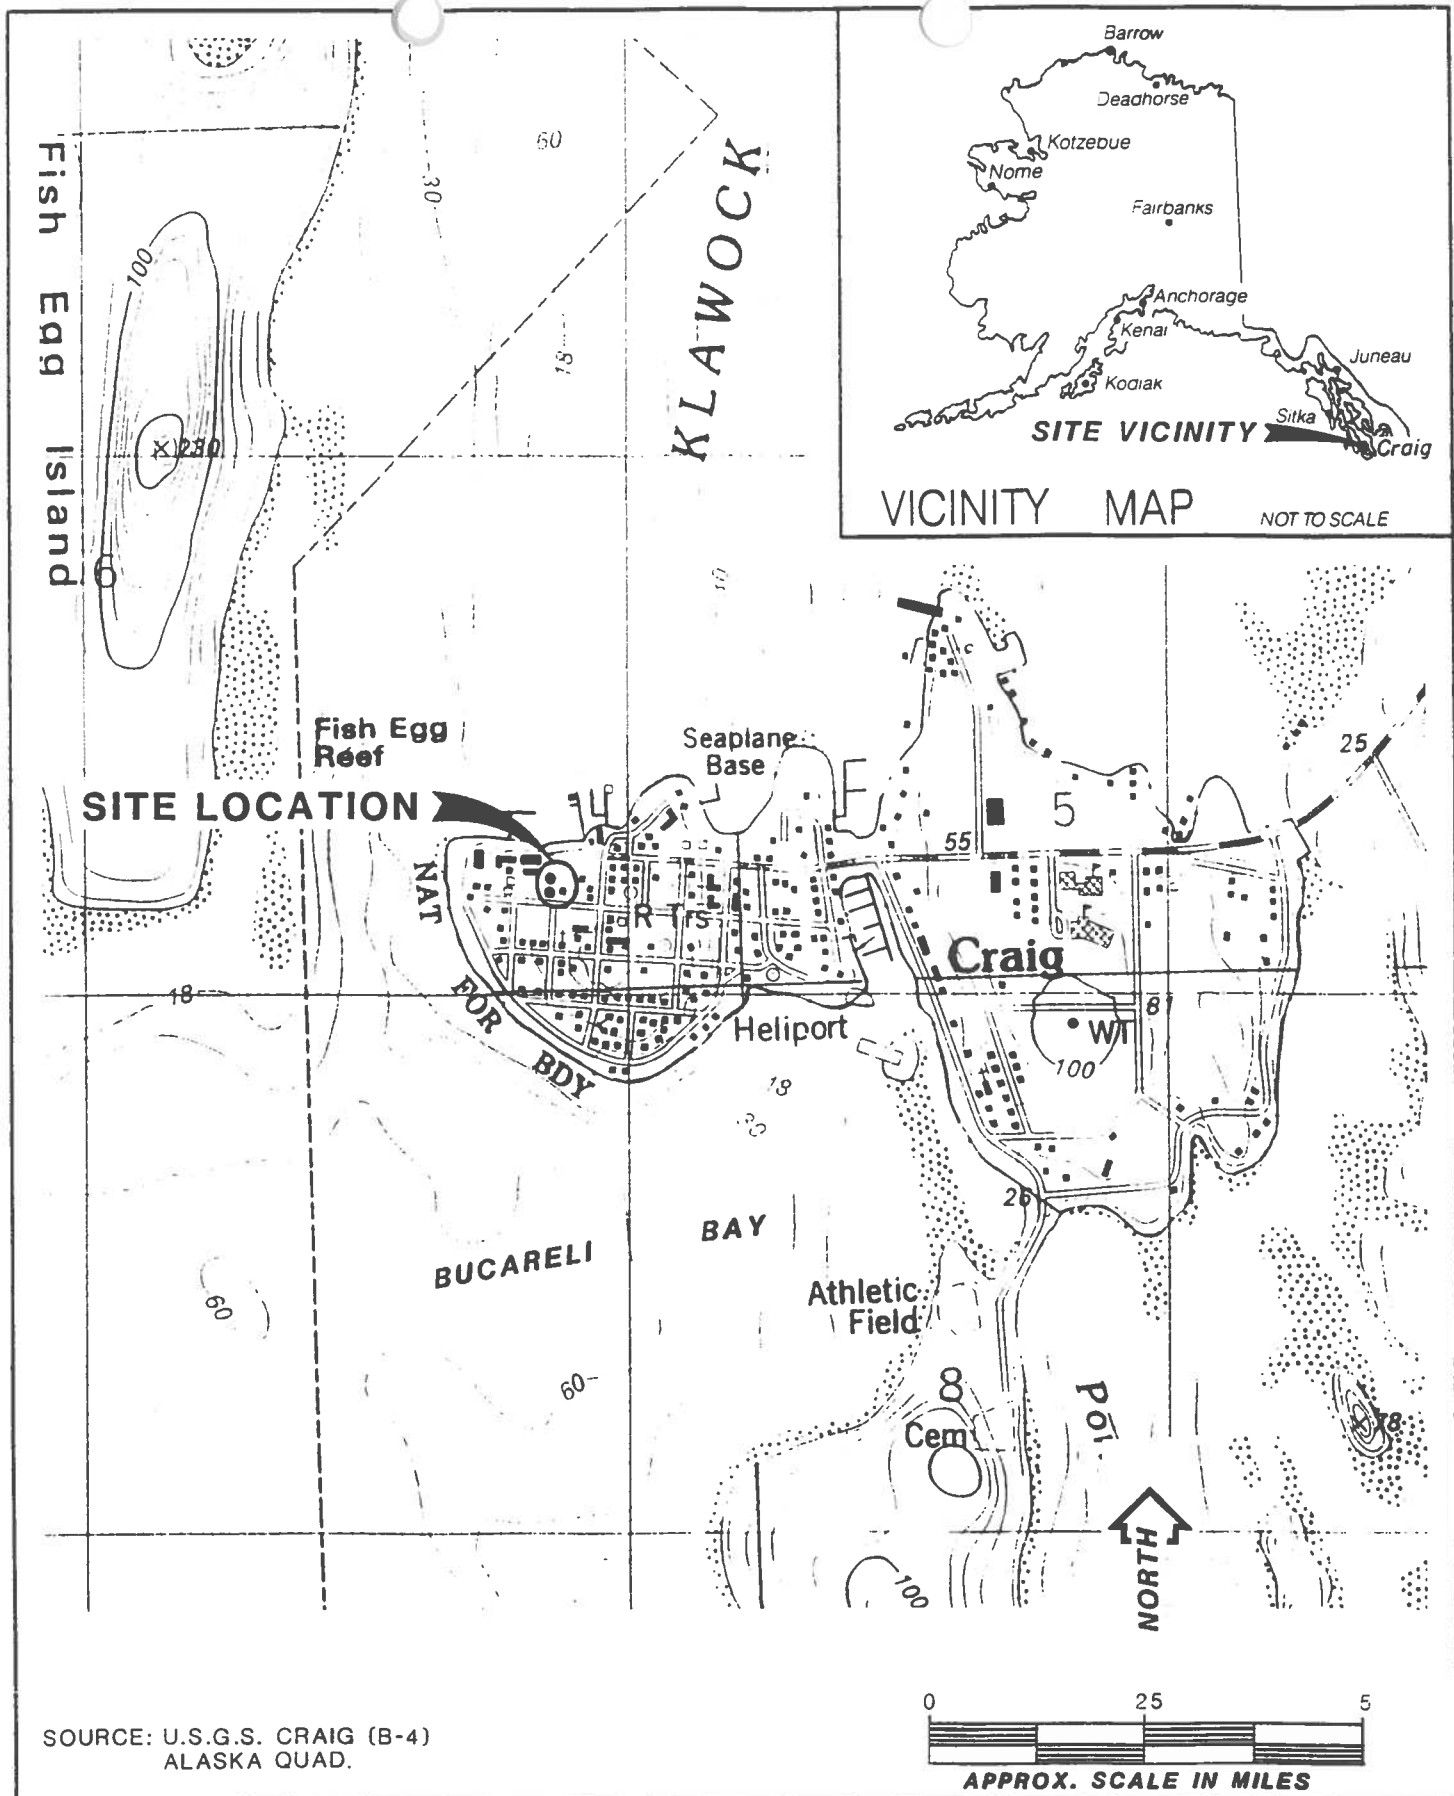 Barrow
Deadhorse
Kotzebue
Nome
Fairbanks
Anchorage
Kenai
Kodiak
Juneau
Sitka
SITE VICINITY
Craig
VICINITY MAP
NOT TO SCALE
Fish Egg Island
100
×230
6
60
30
18
KLAWOCK
Fish Egg
Reef
Seaplane
Base
SITE LOCATION
NAT
FOR
BDY
R Trs
55
5
25
Craig
81
WT
100
Heliport
18
18
26
BUCARELI
BAY
60
60
Athletic
Field
8
Cem
100
×78
NORTH
0 25 5
APPROX. SCALE IN MILES
SOURCE: U.S.G.S. CRAIG (B-4)
ALASKA QUAD.